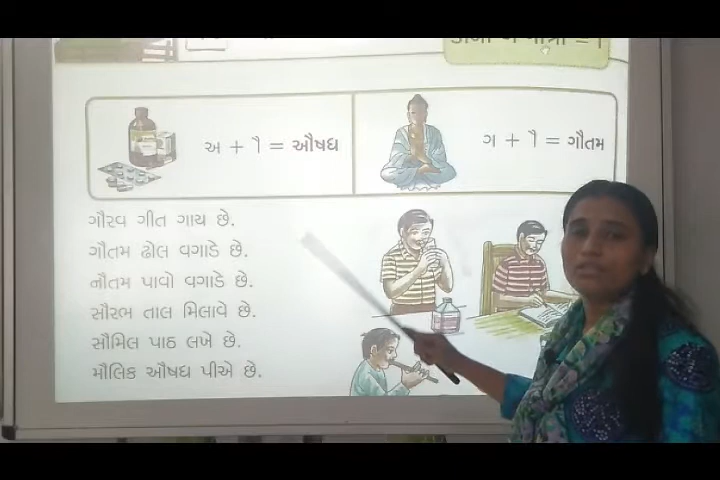 અ + ૌ = ઔષધ
ગ + ૌ = ગૌતમ
ગૌરવ ગીત ગાય છે.
ગૌતમ ઢોલ વગાડે છે.
નૌતમ પાવો વગાડે છે.
સૌરભ તાલ મિલાવે છે.
સૌમિલ પાઠ લખે છે.
મૌલિક ઔષધ પીએ છે.